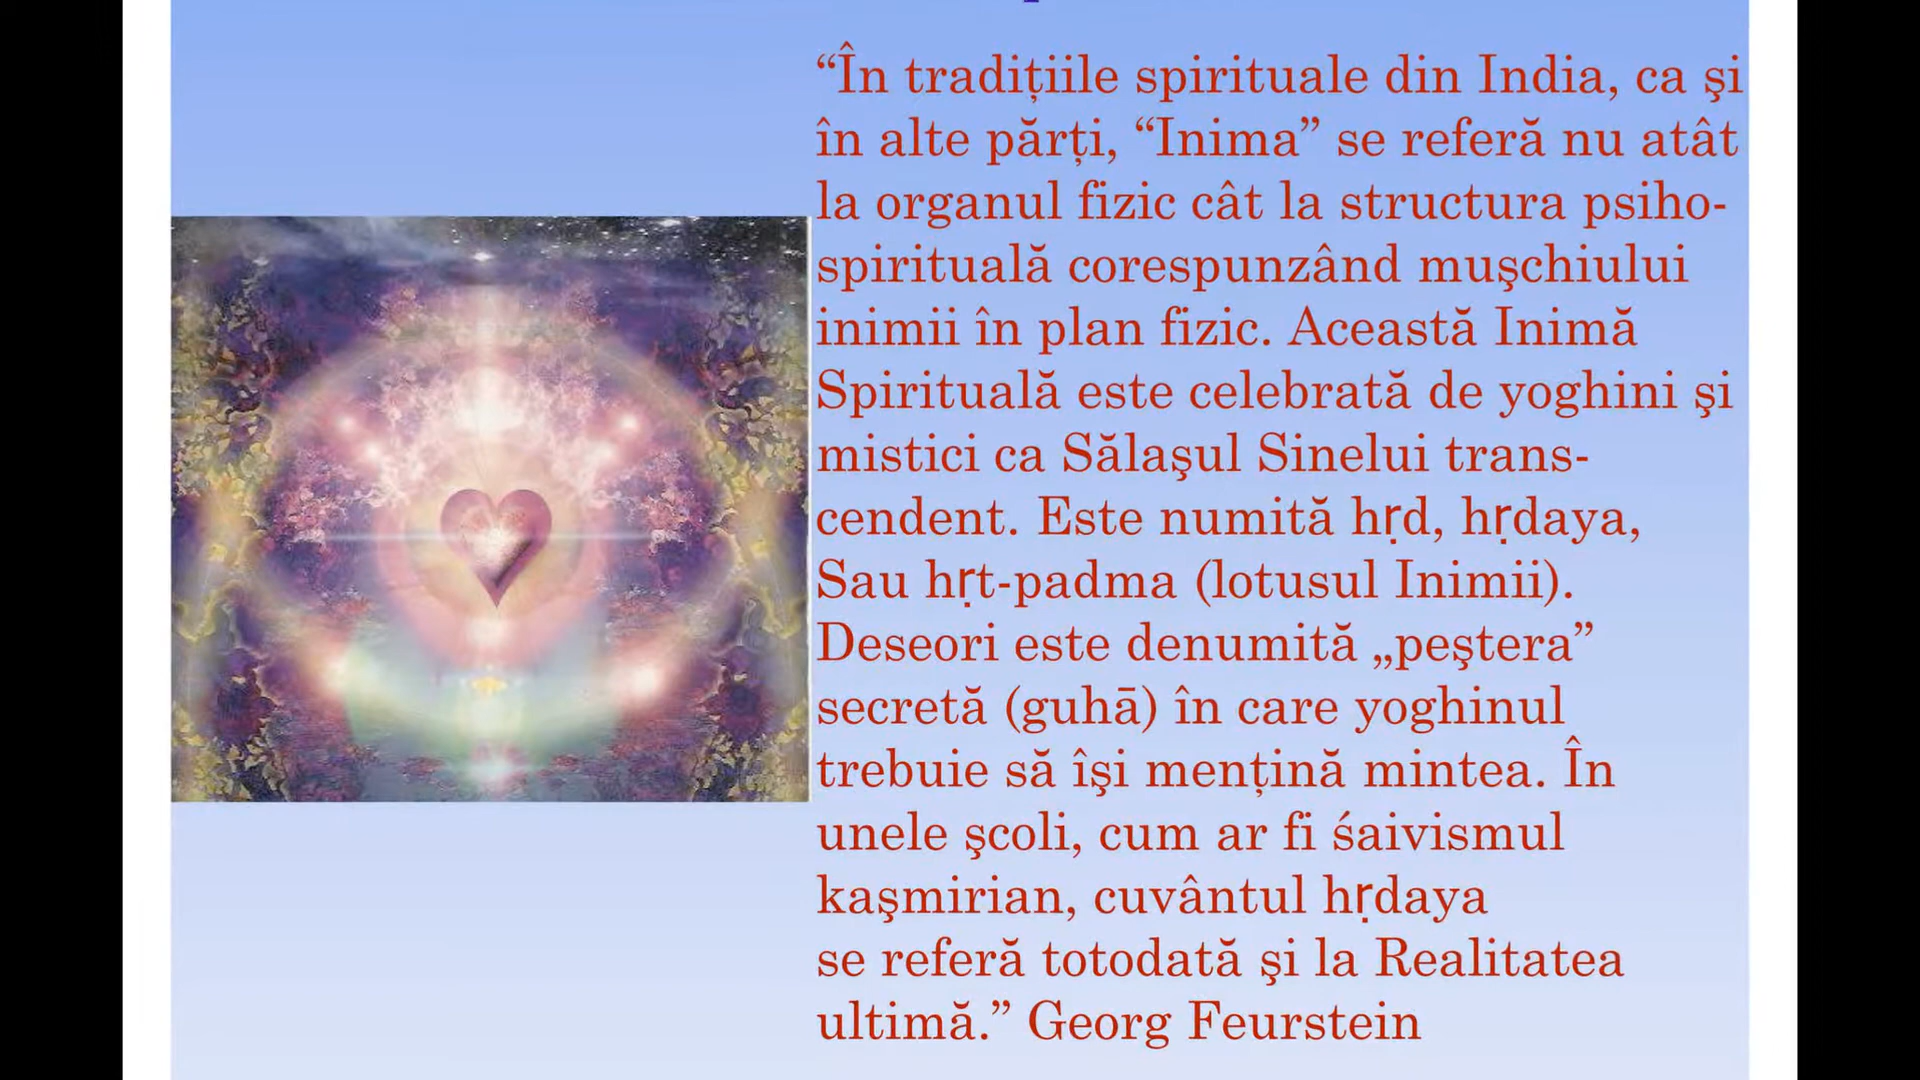 “În tradițiile spirituale din India, ca şi
în alte părți, “Inima” se referă nu atât
la organul fizic cât la structura psiho-
spirituală corespunzând muşchiului
inimii în plan fizic. Această Inimă
Spirituală este celebrată de yoghini şi
mistici ca Sălaşul Sinelui trans-
cendent. Este numită hṛd, hṛdaya,
Sau hṛt-padma (lotusul Inimii).
Deseori este denumită „peştera”
secretă (guhā) în care yoghinul
trebuie să îşi mențină mintea. În
unele şcoli, cum ar fi śaivismul
kaşmirian, cuvântul hṛdaya
se referă totodată şi la Realitatea
ultimă.” Georg Feurstein